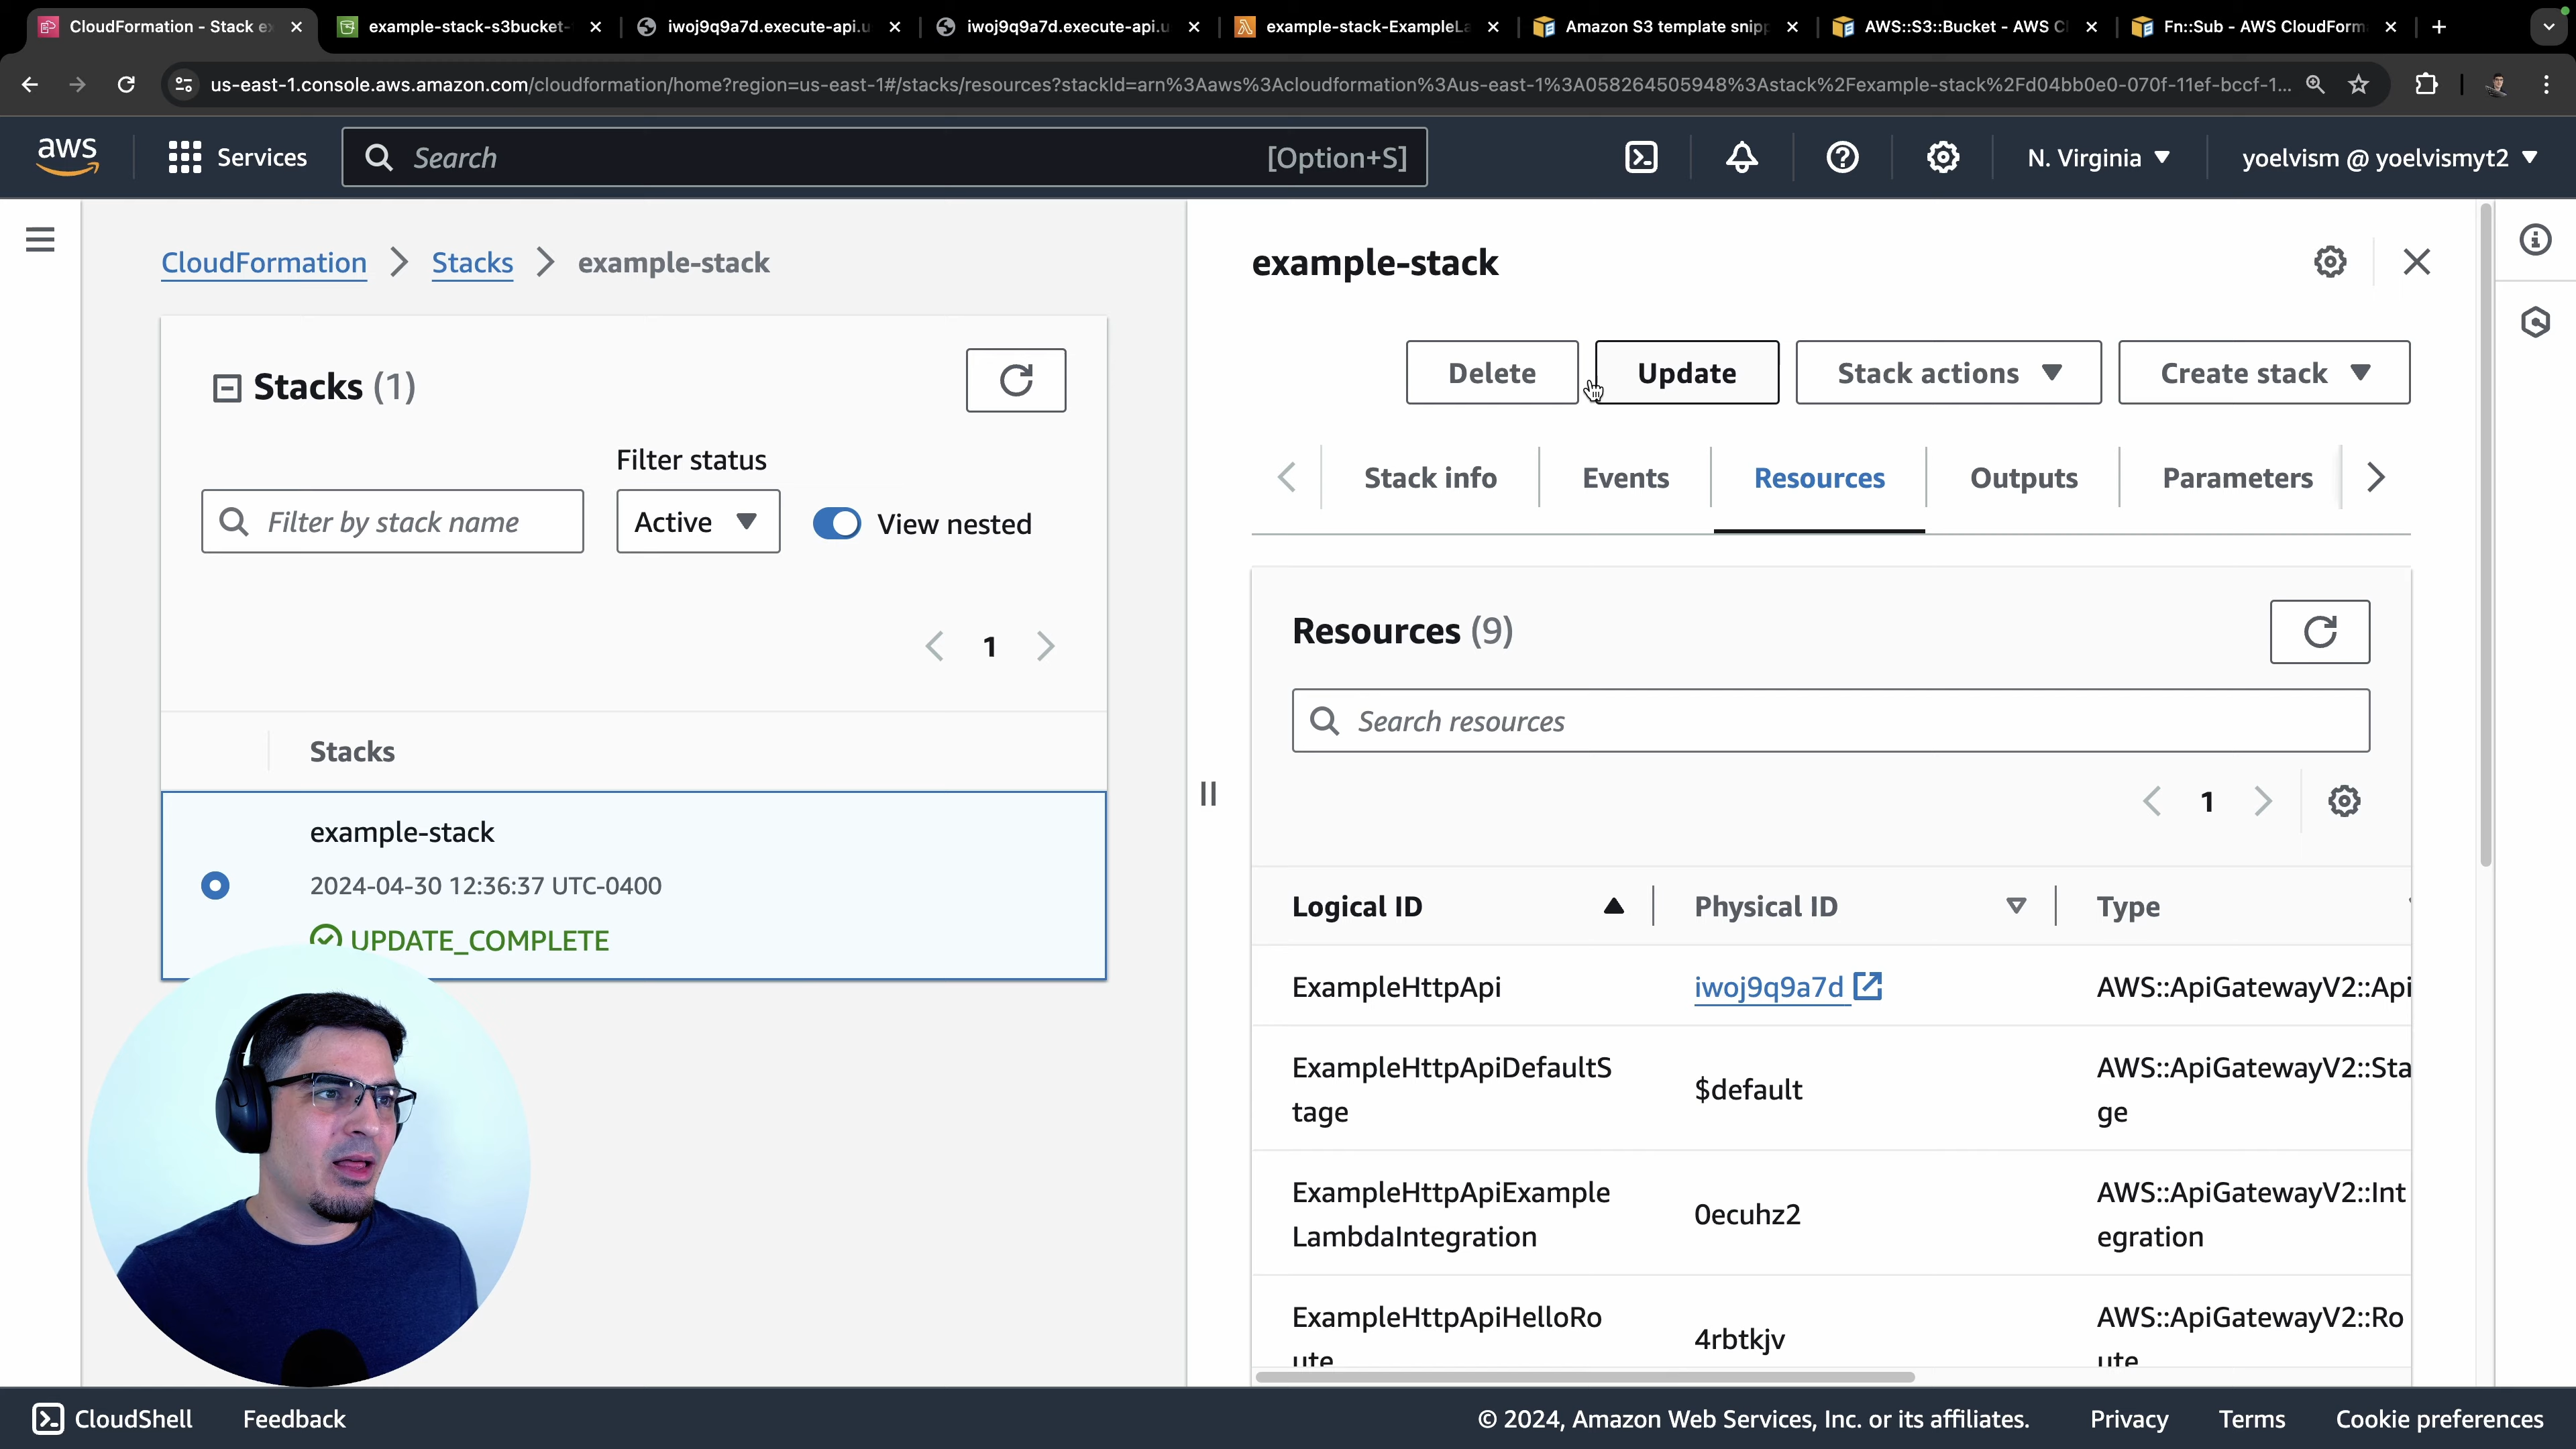 CloudFormation - Stack ex
example-stack-s3bucket-
iwoj9q9a7d.execute-api.u
iwoj9q9a7d.execute-api.u
example-stack-ExampleLa
Amazon S3 template snipp
AWS::S3::Bucket - AWS Cl
Fn::Sub - AWS CloudForm
us-east-1.console.aws.amazon.com/cloudformation/home?region=us-east-1#/stacks/resources?stackId=arn%3Aaws%3Acloudformation%3Aus-east-1%3A058264505948%3Astack%2Fexample-stack%2Fd04bb0e0-070f-11ef-bccf-1...
aws
Services
Search
[Option+S]
N. Virginia
yoelvism @ yoelvismyt2
CloudFormation
Stacks
example-stack
Stacks (1)
Filter status
Filter by stack name
Active
View nested
1
Stacks
example-stack
2024-04-30 12:36:37 UTC-0400
UPDATE_COMPLETE
example-stack
Delete
Update
Stack actions
Create stack
Stack info
Events
Resources
Outputs
Parameters
Resources (9)
Search resources
1
Logical ID
Physical ID
Type
ExampleHttpApi
iwoj9q9a7d
AWS::ApiGatewayV2::Api
ExampleHttpApiDefaultS
tage
$default
AWS::ApiGatewayV2::Sta
ge
ExampleHttpApiExample
LambdaIntegration
0ecuhz2
AWS::ApiGatewayV2::Int
egration
ExampleHttpApiHelloRo
ute
4rbtkjv
AWS::ApiGatewayV2::Ro
ute
CloudShell
Feedback
© 2024, Amazon Web Services, Inc. or its affiliates.
Privacy
Terms
Cookie preferences